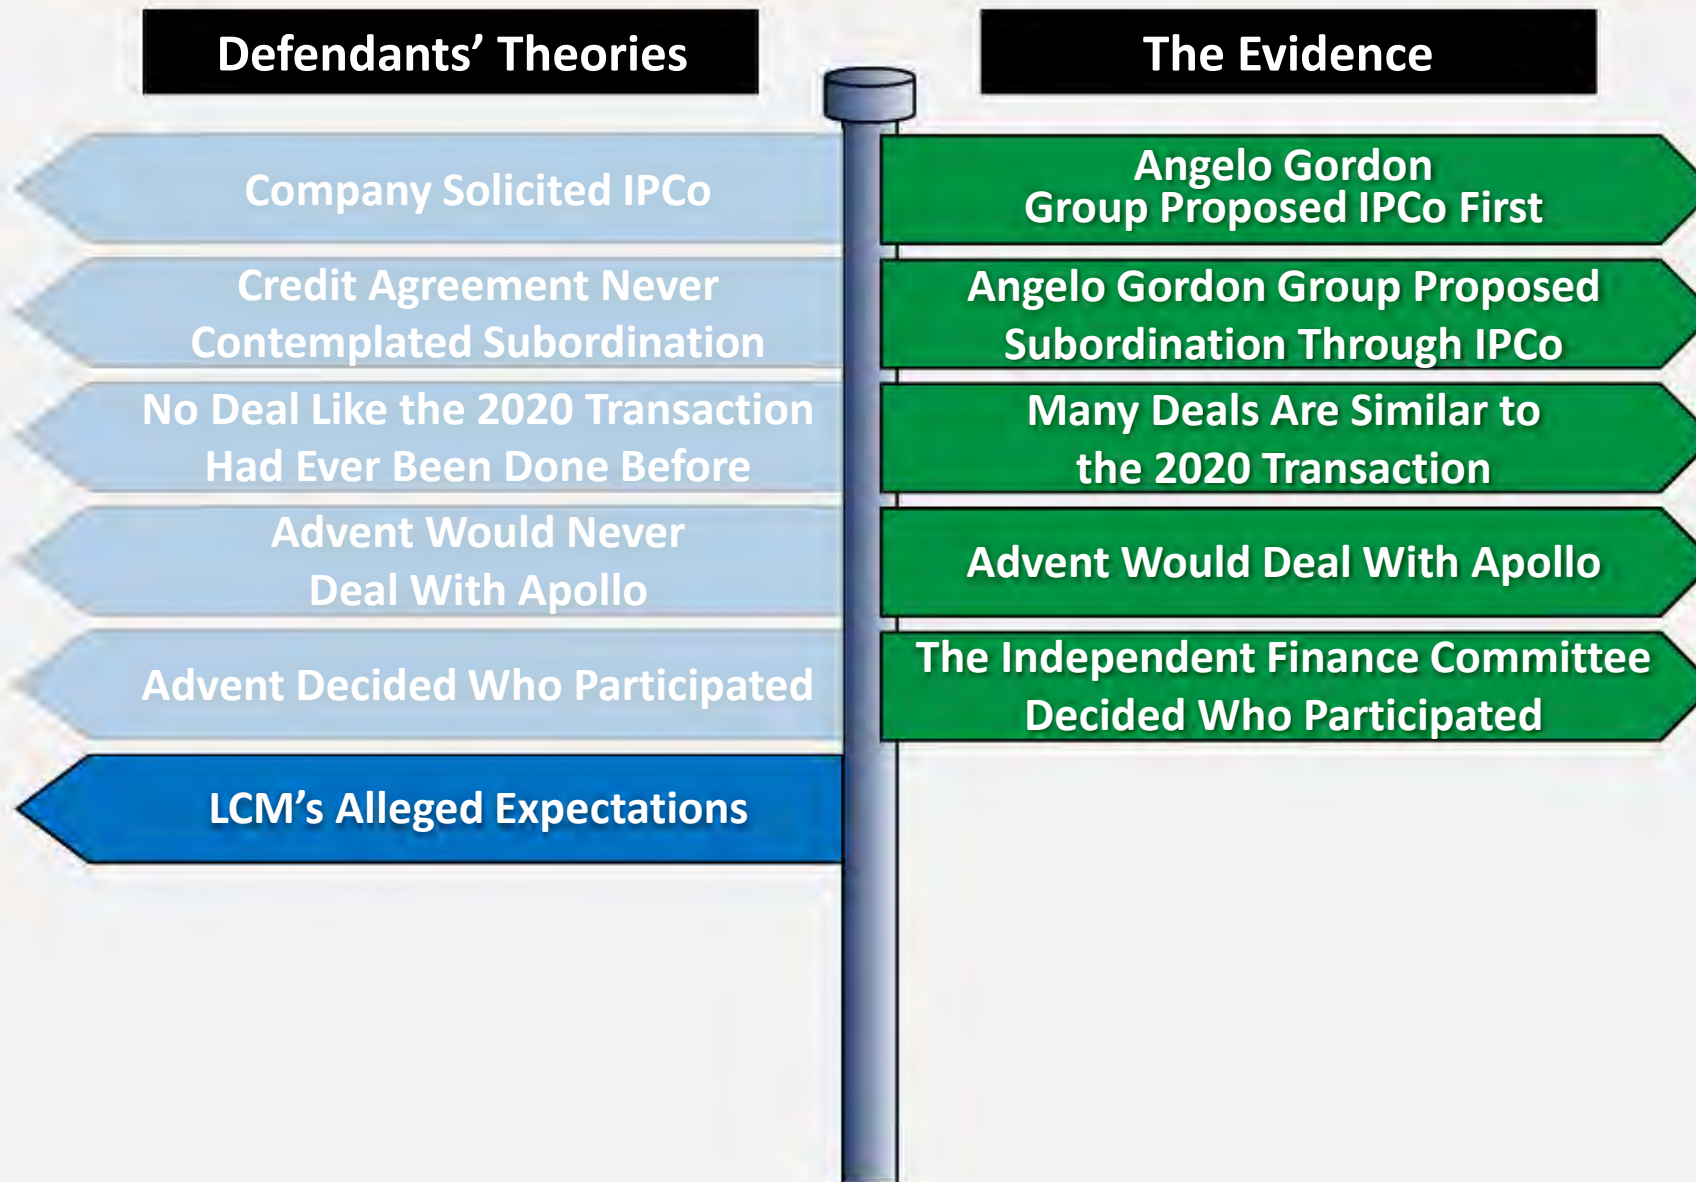 Defendants’ Theories
The Evidence
Company Solicited IPCo
Angelo Gordon
Group Proposed IPCo First
Credit Agreement Never
Contemplated Subordination
Angelo Gordon Group Proposed
Subordination Through IPCo
No Deal Like the 2020 Transaction
Had Ever Been Done Before
Many Deals Are Similar to
the 2020 Transaction
Advent Would Never
Deal With Apollo
Advent Would Deal With Apollo
Advent Decided Who Participated
The Independent Finance Committee
Decided Who Participated
LCM’s Alleged Expectations